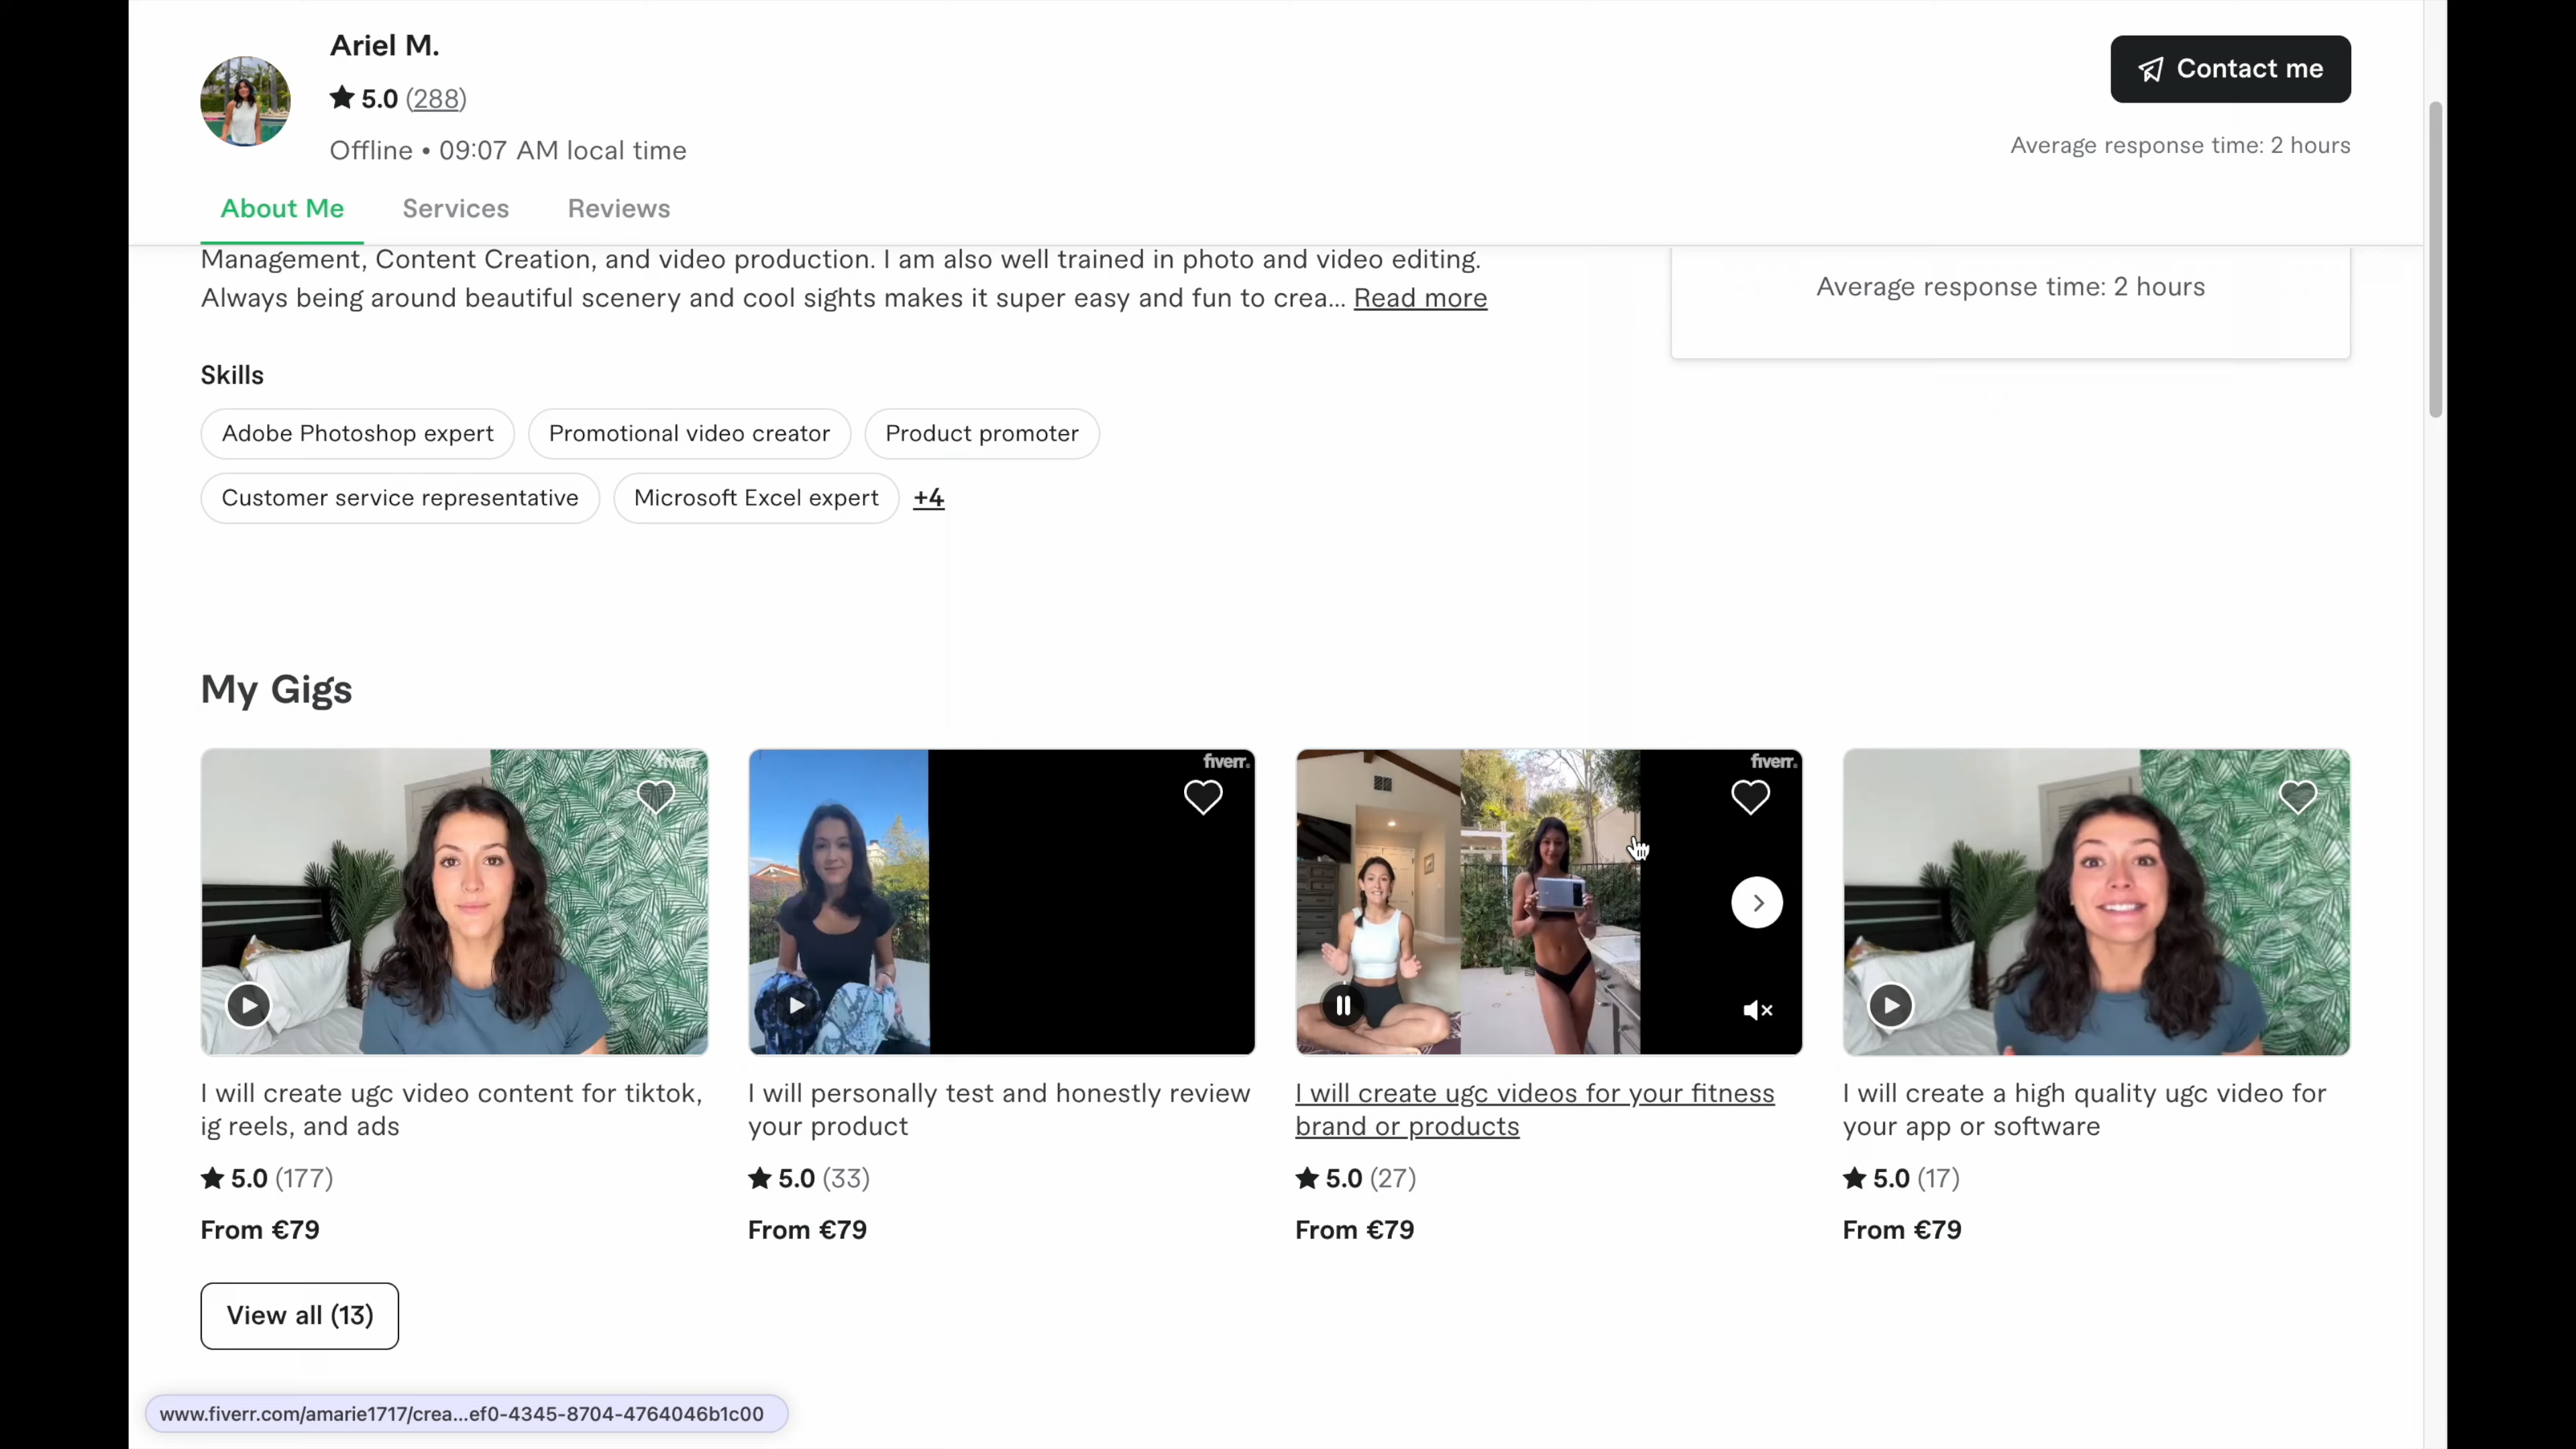 Ariel M.
5.0 (288)
Offline • 09:07 AM local time
Contact me
Average response time: 2 hours
About Me
Services
Reviews
Management, Content Creation, and video production. I am also well trained in photo and video editing.
Always being around beautiful scenery and cool sights makes it super easy and fun to crea... Read more
Average response time: 2 hours
Skills
Adobe Photoshop expert
Promotional video creator
Product promoter
Customer service representative
Microsoft Excel expert
+4
My Gigs
fiverr.
fiverr.
fiverr.
I will create ugc video content for tiktok,
ig reels, and ads
5.0 (177)
From €79
I will personally test and honestly review
your product
5.0 (33)
From €79
I will create ugc videos for your fitness
brand or products
5.0 (27)
From €79
I will create a high quality ugc video for
your app or software
5.0 (17)
From €79
View all (13)
www.fiverr.com/amarie1717/crea...ef0-4345-8704-4764046b1c00